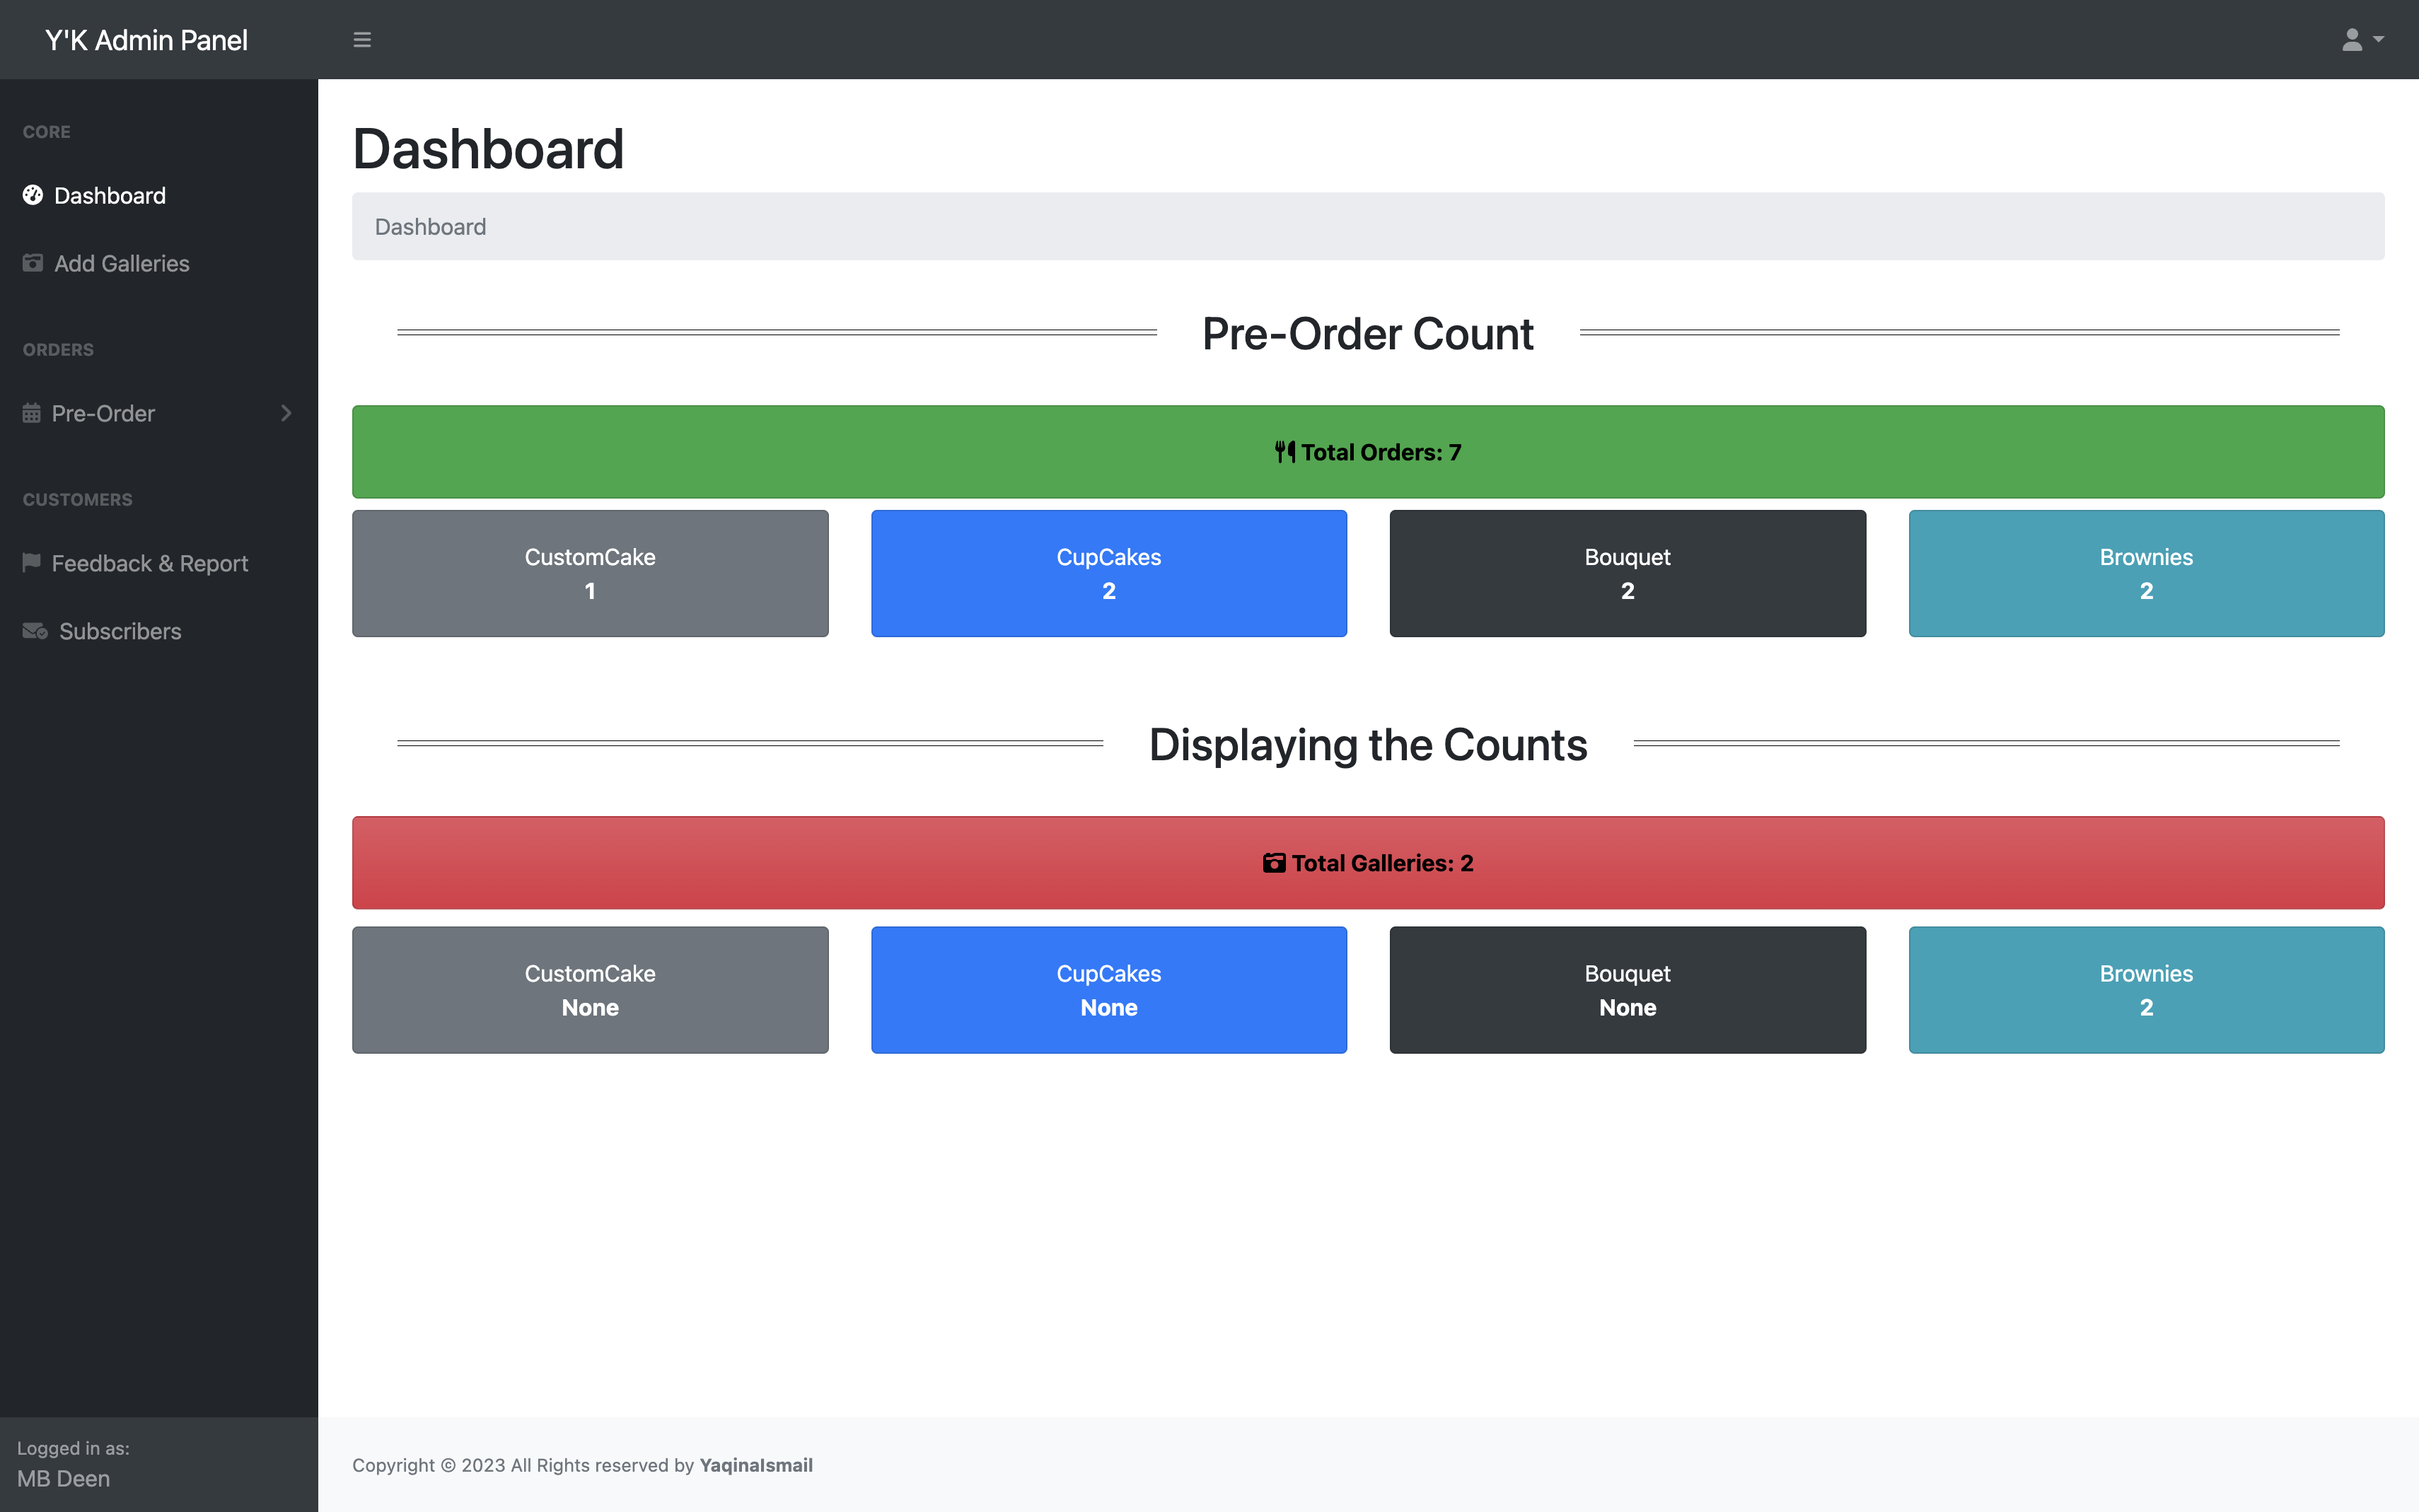 Y'K Admin Panel
CORE
Dashboard
Add Galleries
ORDERS
Pre-Order
CUSTOMERS
Feedback & Report
Subscribers
Logged in as:
MB Deen
Dashboard
Dashboard
Pre-Order Count
Total Orders: 7
CustomCake
1
CupCakes
2
Bouquet
2
Brownies
2
Displaying the Counts
Total Galleries: 2
CustomCake
None
CupCakes
None
Bouquet
None
Brownies
2
Copyright © 2023 All Rights reserved by YaqinaIsmail